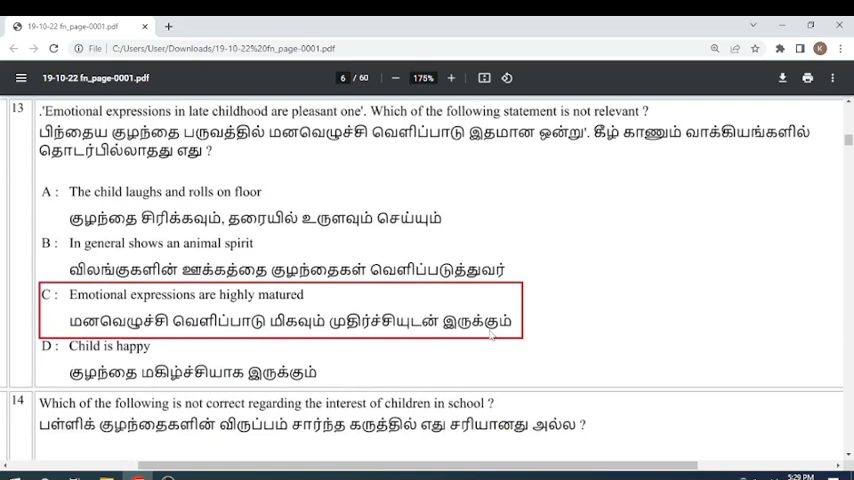 19-10-22 fn_page-0001.pdf
File | C:/Users/User/Downloads/19-10-22%20fn_page-0001.pdf
K
19-10-22 fn_page-0001.pdf
6 / 60
175%
13
.'Emotional expressions in late childhood are pleasant one'. Which of the following statement is not relevant ?
பிந்தைய குழந்தை பருவத்தில் மனவெழுச்சி வெளிப்பாடு இதமான ஒன்று'. கீழ் காணும் வாக்கியங்களில்
தொடர்பில்லாதது எது ?
A : The child laughs and rolls on floor
குழந்தை சிரிக்கவும், தரையில் உருளவும் செய்யும்
B : In general shows an animal spirit
விலங்குகளின் ஊக்கத்தை குழந்தைகள் வெளிப்படுத்துவர்
C : Emotional expressions are highly matured
மனவெழுச்சி வெளிப்பாடு மிகவும் முதிர்ச்சியுடன் இருக்கும்
D : Child is happy
குழந்தை மகிழ்ச்சியாக இருக்கும்
14
Which of the following is not correct regarding the interest of children in school ?
பள்ளிக் குழந்தைகளின் விருப்பம் சார்ந்த கருத்தில் எது சரியானது அல்ல ?
5:29 PM